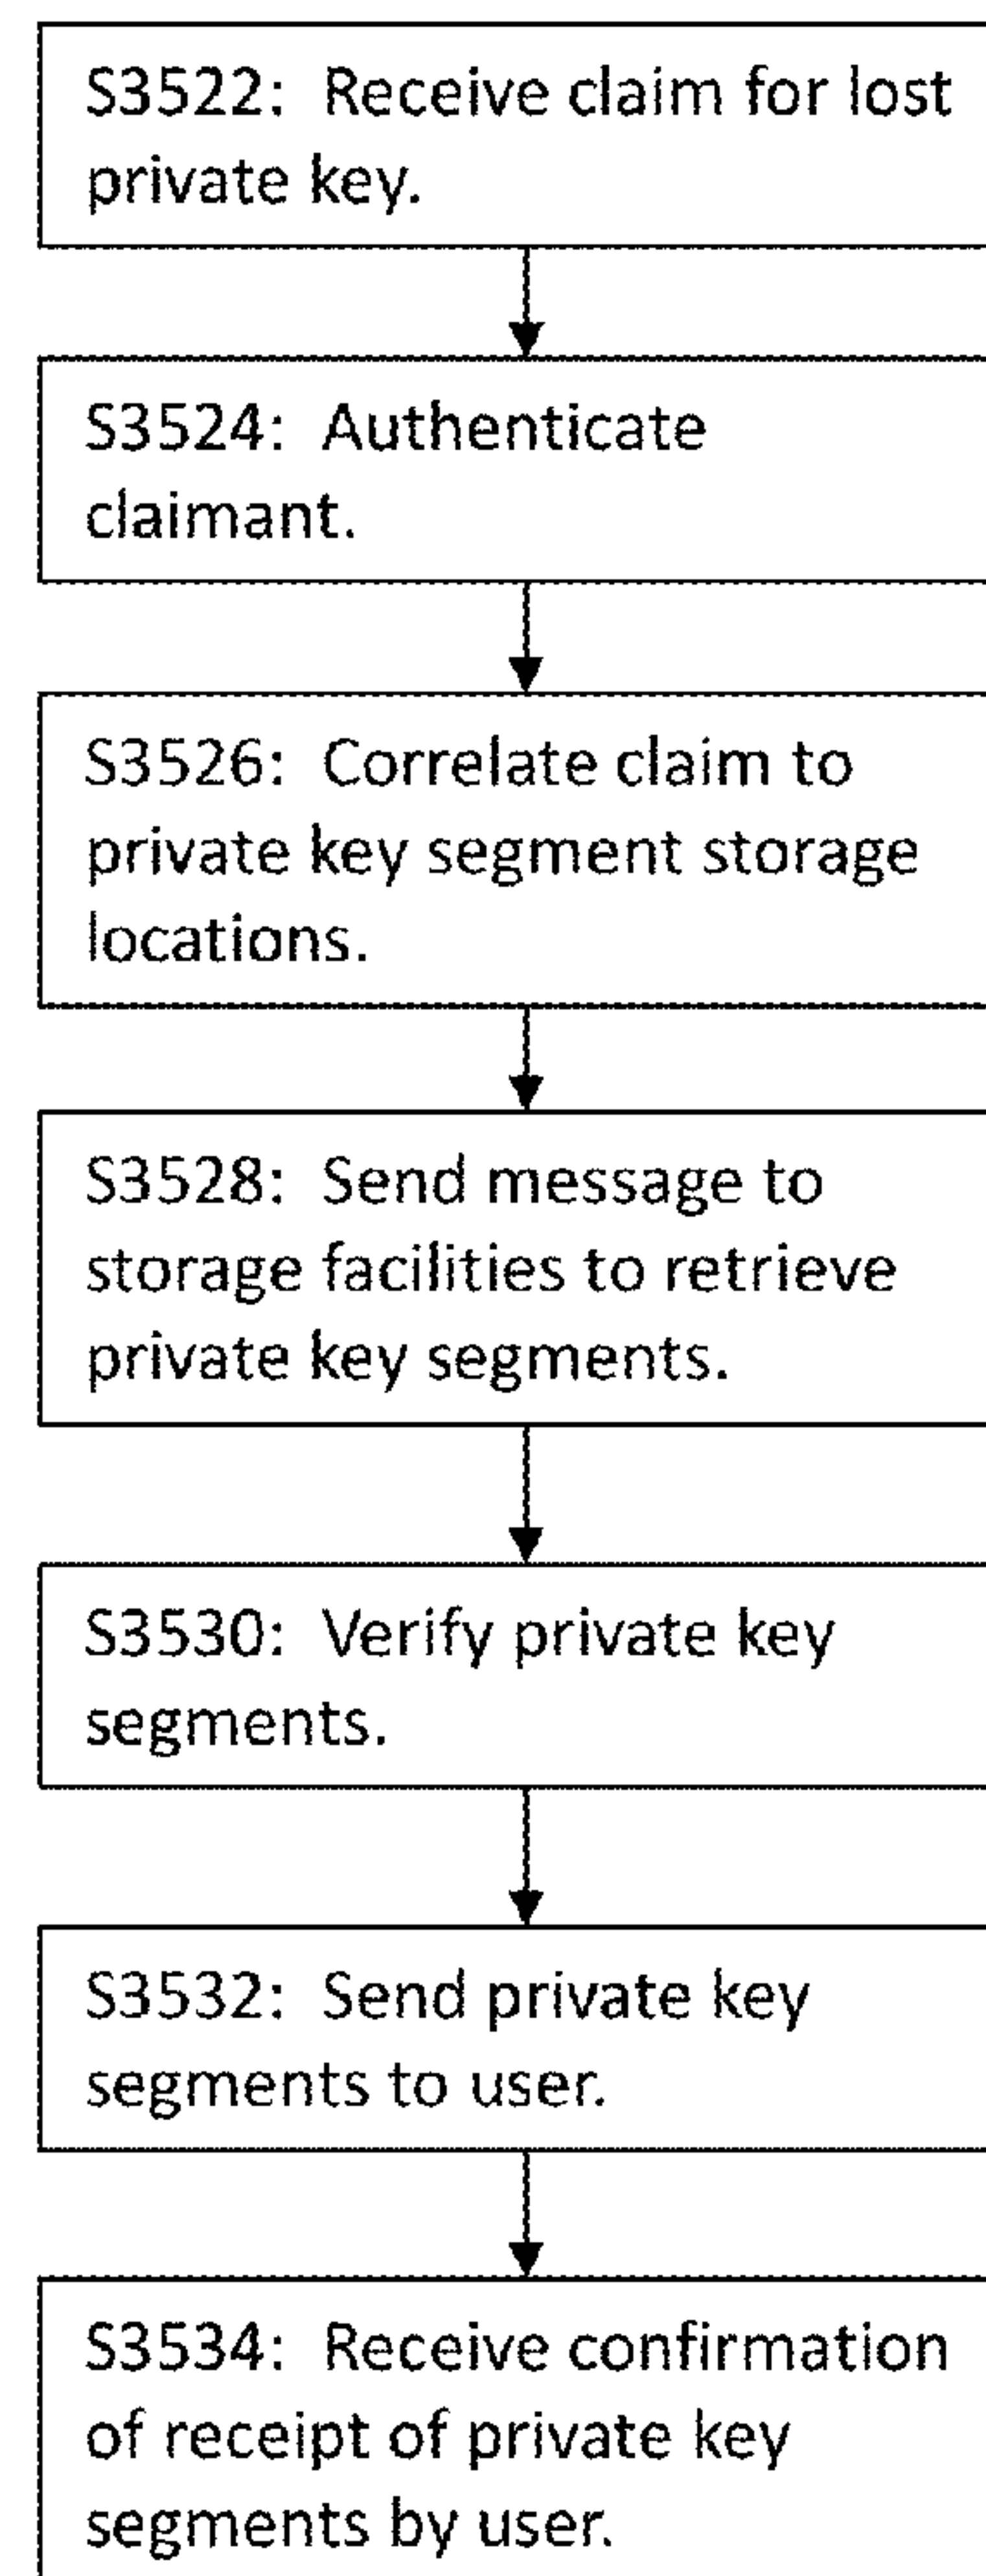 S3522: Receive claim for lost
private key.
S3524: Authenticate
claimant.
S3526: Correlate claim to
private key segment storage
locations.
S3528: Send message to
storage facilities to retrieve
private key segments.
S3530: Verify private key
segments.
S3532: Send private key
segments to user.
S3534: Receive confirmation
of receipt of private key
segments by user.